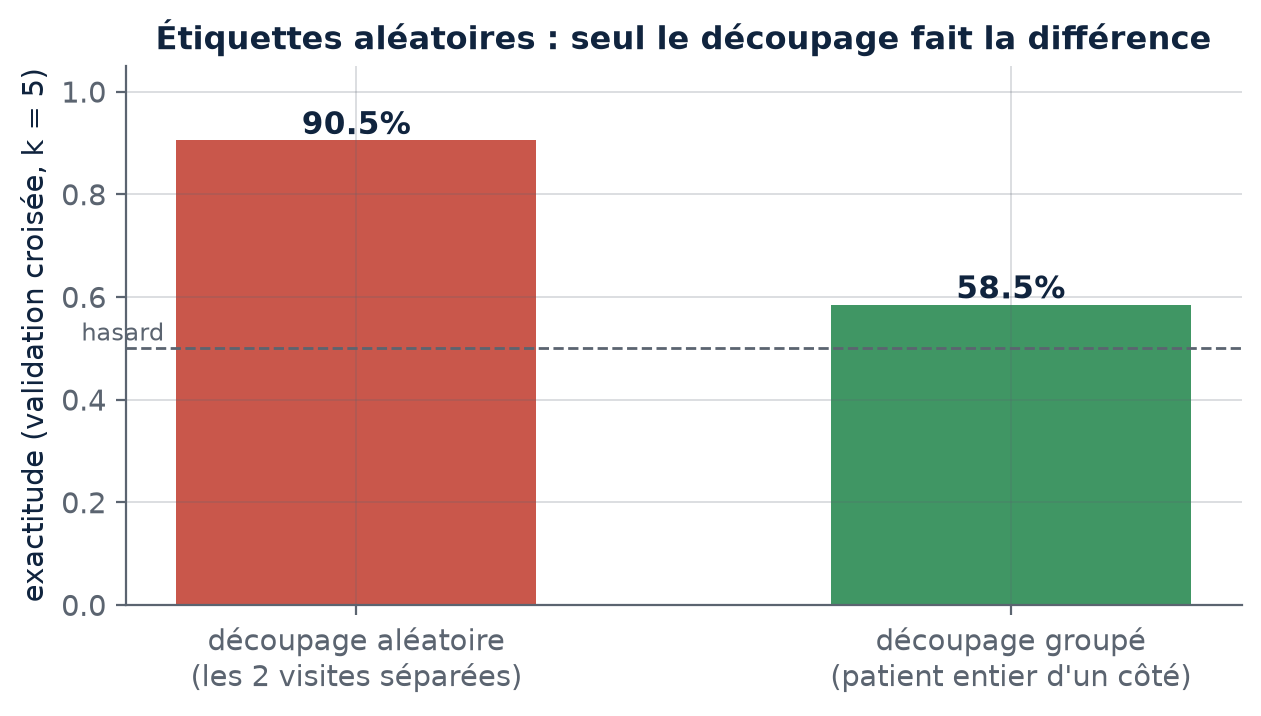 Étiquettes aléatoires : seul le découpage fait la différence
exactitude (validation croisée, k = 5)
1.0
0.8
0.6
0.4
0.2
0.0
hasard
90.5%
58.5%
découpage aléatoire
(les 2 visites séparées)
découpage groupé
(patient entier d'un côté)